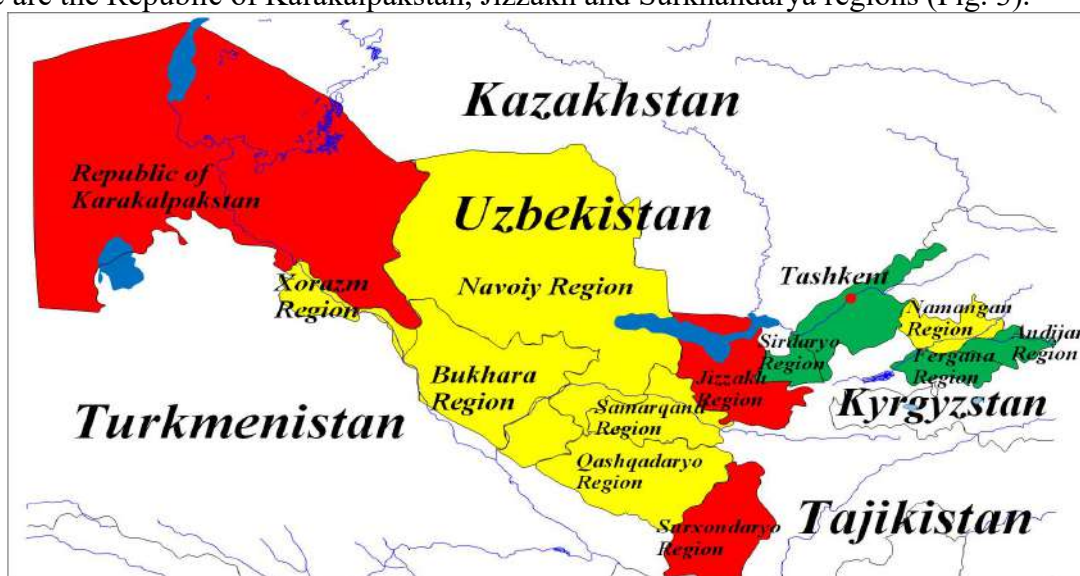 are the Republic of Karakalpakstan, Jizzakh and Surkhandarya regions (Fig. 3).
Kazakhstan
Republic of
Karakalpakstan
Uzbekistan
Tashkent
Xorazm
Region
Navoiy Region
Namangan
Region
Andijan
Region
Sirdaryo
Region
Fergana
Region
Bukhara
Region
Jizzakh
Region
Kyrgyzstan
Turkmenistan
Samarqand
Region
Qashqadaryo
Region
Tajikistan
Surxondaryo
Region